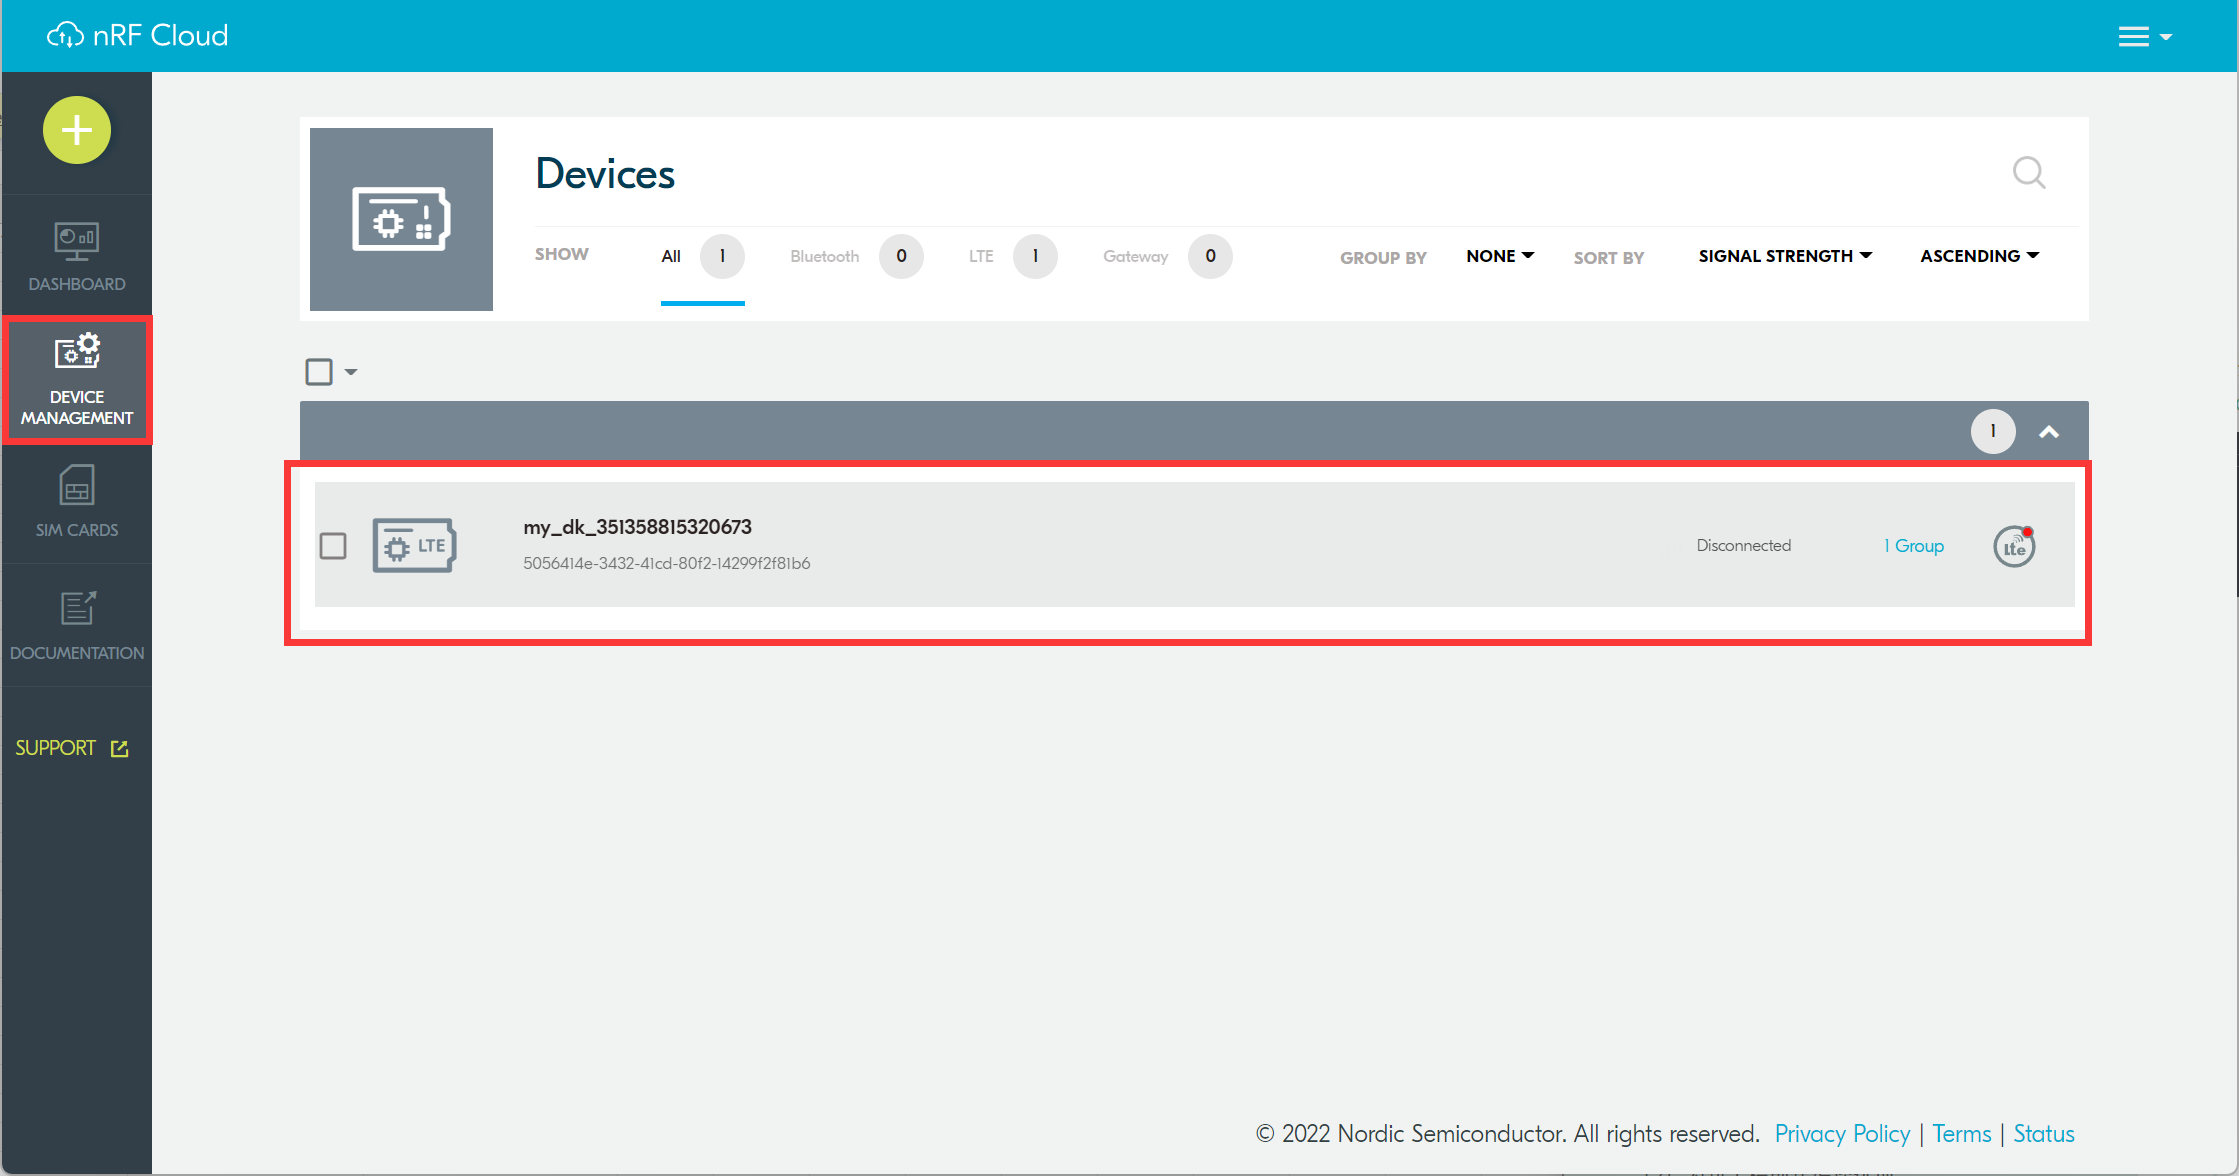 nRF Cloud
DASHBOARD
DEVICE
MANAGEMENT
SIM CARDS
DOCUMENTATION
SUPPORT
Devices
SHOW All 1 Bluetooth 0 LTE 1 Gateway 0 GROUP BY NONE SORT BY SIGNAL STRENGTH ASCENDING
1
LTE
my_dk_351358815320673
5056414e-3432-41cd-80f2-14299f2f81b6
Disconnected 1 Group Lte
© 2022 Nordic Semiconductor. All rights reserved. Privacy Policy | Terms | Status